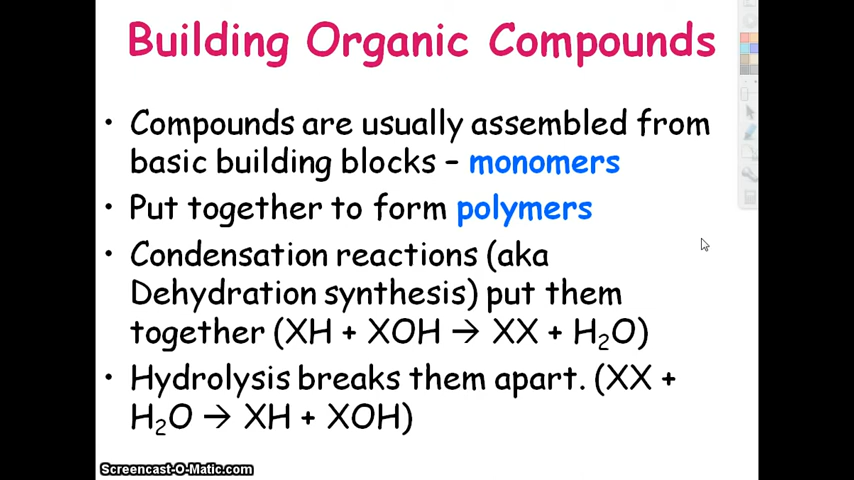 Building Organic Compounds
• Compounds are usually assembled from
basic building blocks – monomers
• Put together to form polymers
• Condensation reactions (aka
Dehydration synthesis) put them
together (XH + XOH → XX + H₂O)
• Hydrolysis breaks them apart. (XX +
H₂O → XH + XOH)
Screencast-O-Matic.com